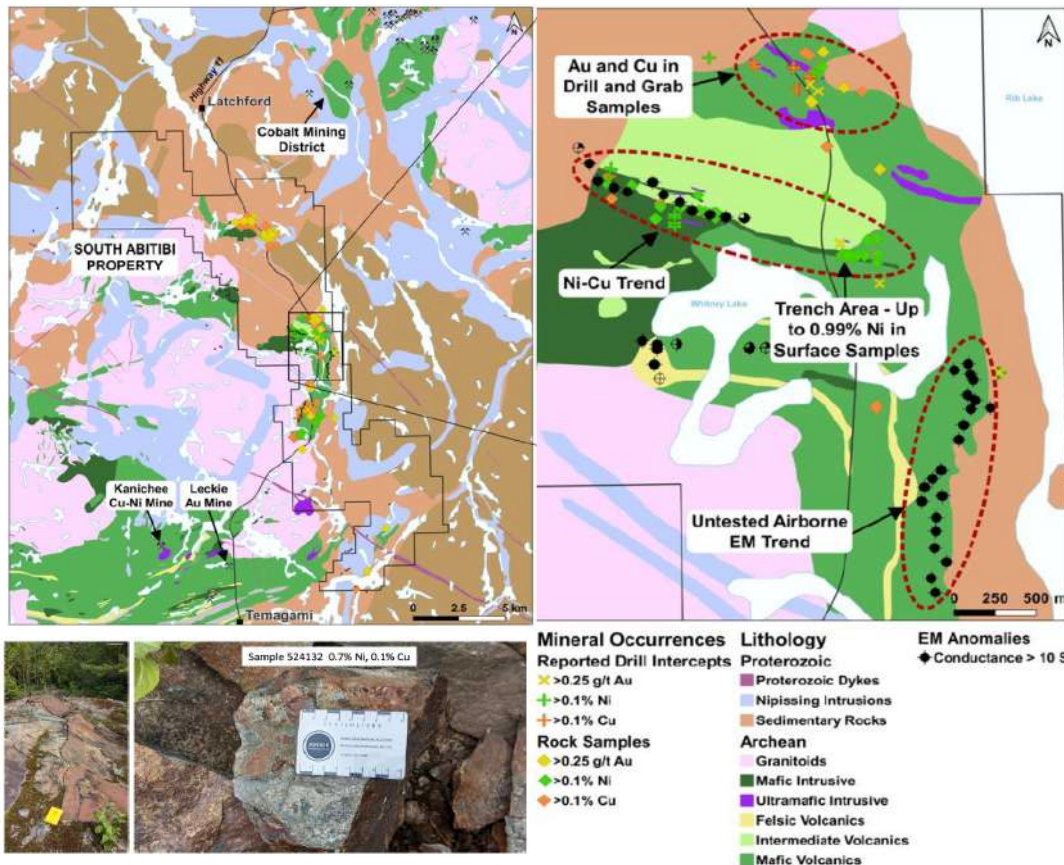 N
Highway 11
Latchford
Cobalt Mining
District
SOUTH ABITIBI
PROPERTY
Kanichee
Cu-Ni Mine
Leckie
Au Mine
Temagami
0 2.5 5 km
N
Au and Cu in
Drill and Grab
Samples
Rib Lake
Ni-Cu Trend
Whitney Lake
Trench Area - Up
to 0.99% Ni in
Surface Samples
Untested Airborne
EM Trend
0 250 500 m
Sample 524132 0.7% Ni, 0.1% Cu
Mineral Occurrences
Reported Drill Intercepts
>0.25 g/t Au
>0.1% Ni
>0.1% Cu
Rock Samples
>0.25 g/t Au
>0.1% Ni
>0.1% Cu
Lithology
Proterozoic
Proterozoic Dykes
Nipissing Intrusions
Sedimentary Rocks
Archean
Granitoids
Mafic Intrusive
Ultramafic Intrusive
Felsic Volcanics
Intermediate Volcanics
Mafic Volcanics
EM Anomalies
Conductance > 10 S